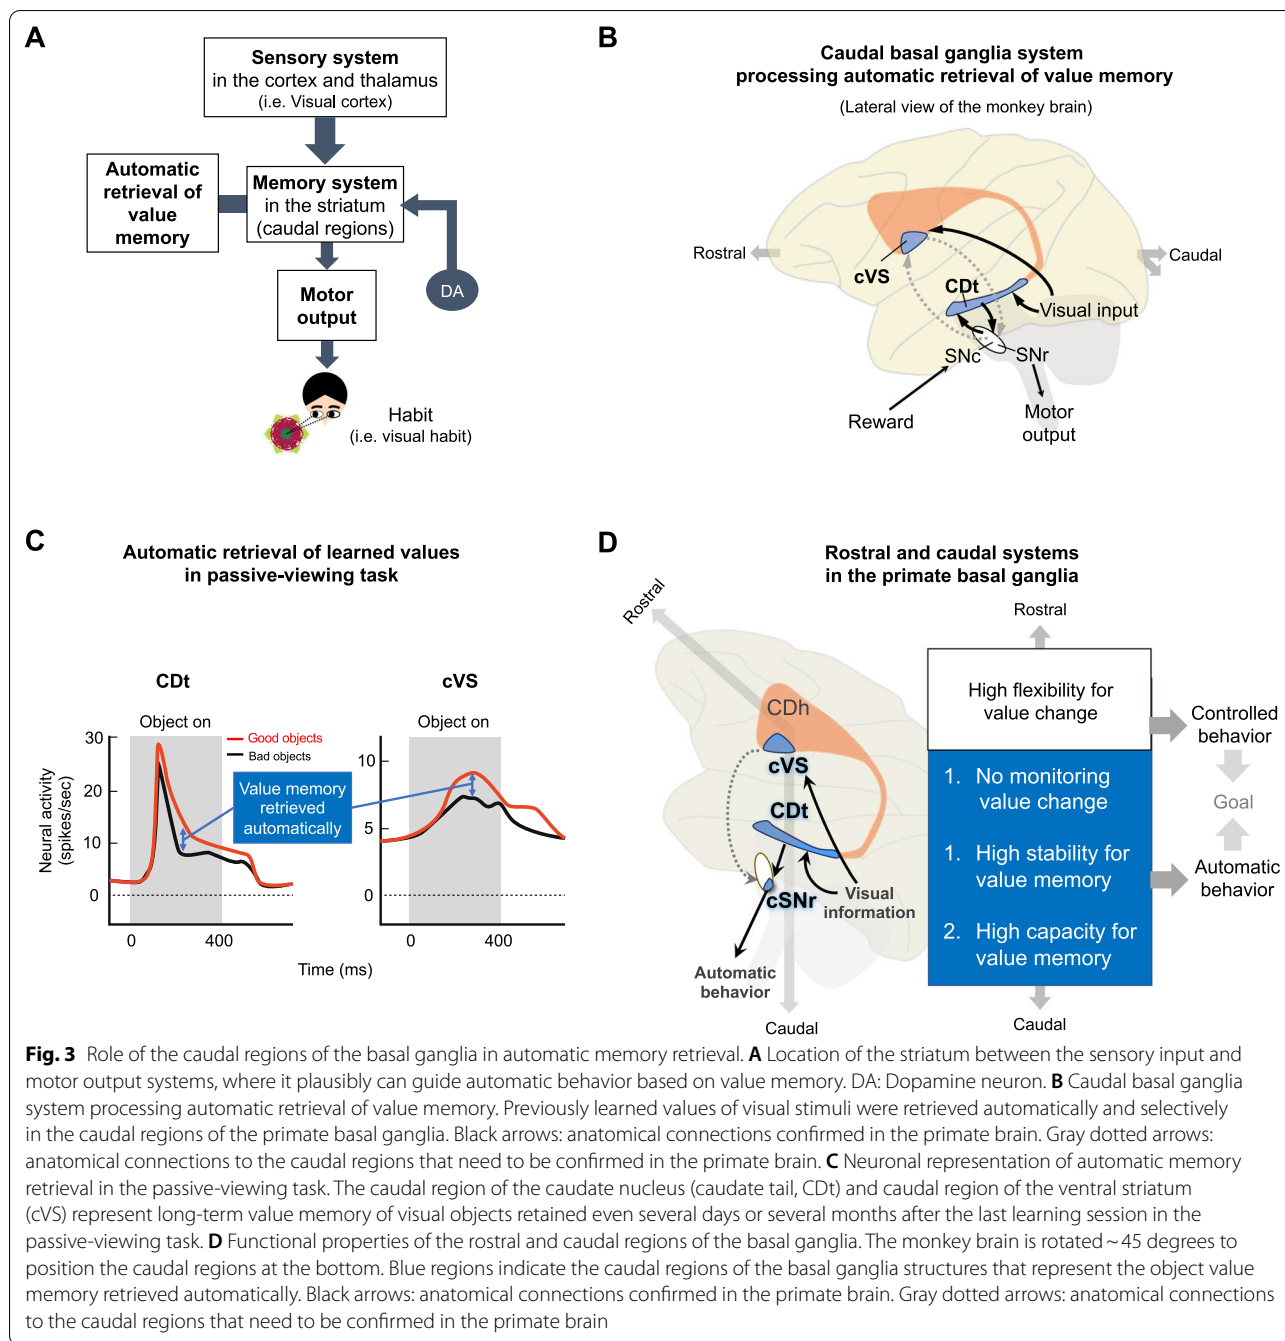 A
Sensory system
in the cortex and thalamus
(i.e. Visual cortex)
Automatic
retrieval of
value
memory
Memory system
in the striatum
(caudal regions)
DA
Motor
output
Habit
(i.e. visual habit)
B
Caudal basal ganglia system
processing automatic retrieval of value memory
(Lateral view of the monkey brain)
Rostral
Caudal
cVS
CDt
Visual input
SNc
SNr
Reward
Motor
output
C
Automatic retrieval of learned values
in passive-viewing task
CDt
cVS
Object on
Object on
Good objects
Bad objects
Value memory
retrieved
automatically
Neural activity
(spikes/sec)
30
20
10
0
10
5
0
0
400
0
400
Time (ms)
D
Rostral and caudal systems
in the primate basal ganglia
Rostral
CDh
cVS
CDt
cSNr
Visual
information
Automatic
behavior
Caudal
Rostral
High flexibility for
value change
1. No monitoring
value change
1. High stability for
value memory
2. High capacity for
value memory
Caudal
Controlled
behavior
Goal
Automatic
behavior
Fig. 3 Role of the caudal regions of the basal ganglia in automatic memory retrieval. A Location of the striatum between the sensory input and
motor output systems, where it plausibly can guide automatic behavior based on value memory. DA: Dopamine neuron. B Caudal basal ganglia
system processing automatic retrieval of value memory. Previously learned values of visual stimuli were retrieved automatically and selectively
in the caudal regions of the primate basal ganglia. Black arrows: anatomical connections confirmed in the primate brain. Gray dotted arrows:
anatomical connections to the caudal regions that need to be confirmed in the primate brain. C Neuronal representation of automatic memory
retrieval in the passive-viewing task. The caudal region of the caudate nucleus (caudate tail, CDt) and caudal region of the ventral striatum
(cVS) represent long-term value memory of visual objects retained even several days or several months after the last learning session in the
passive-viewing task. D Functional properties of the rostral and caudal regions of the basal ganglia. The monkey brain is rotated ~ 45 degrees to
position the caudal regions at the bottom. Blue regions indicate the caudal regions of the basal ganglia structures that represent the object value
memory retrieved automatically. Black arrows: anatomical connections confirmed in the primate brain. Gray dotted arrows: anatomical connections
to the caudal regions that need to be confirmed in the primate brain